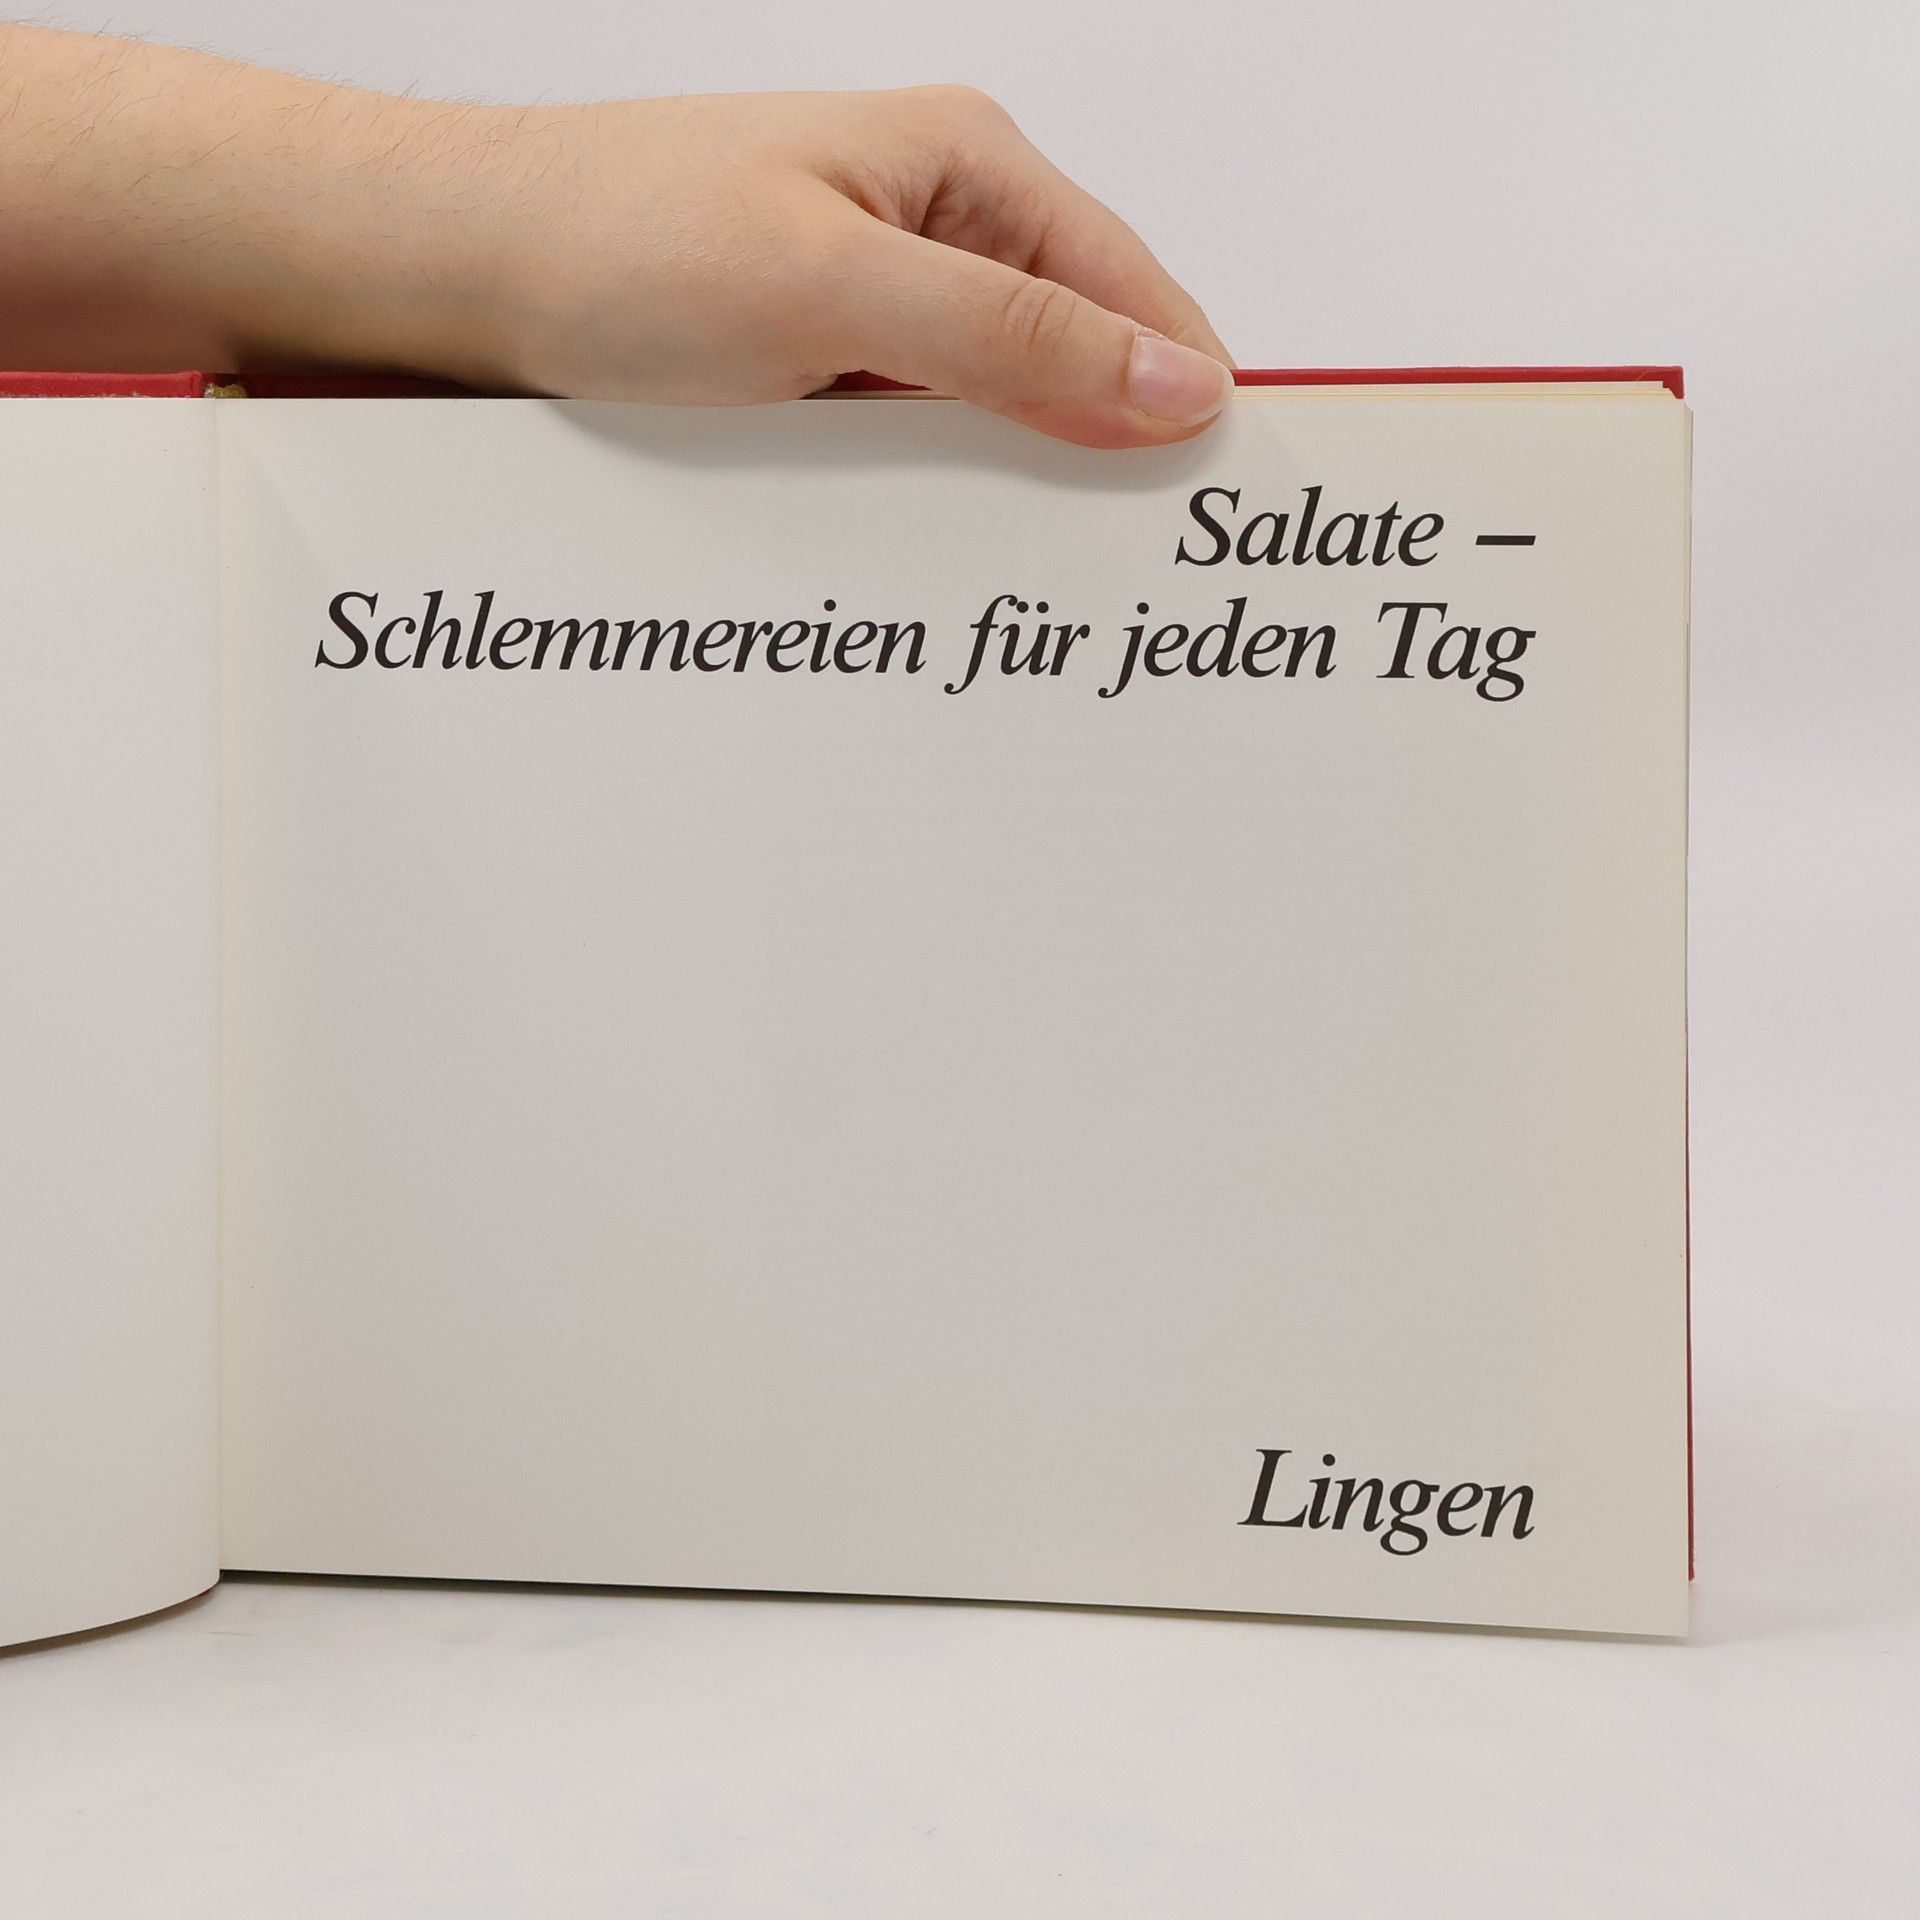 Salate –
Schlemmereien für jeden Tag
Lingen